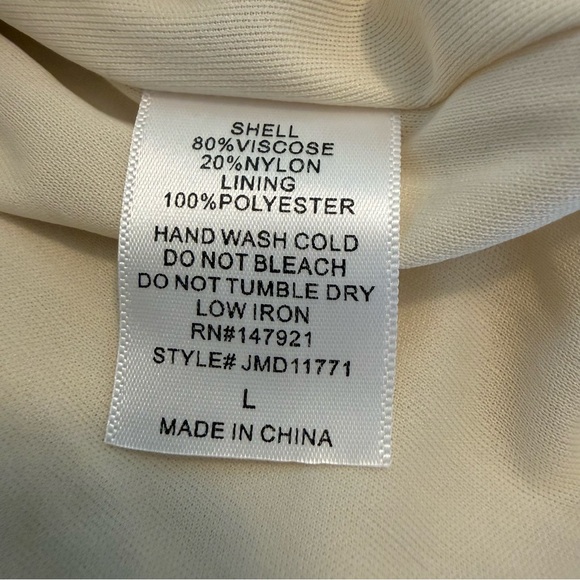 SHELL
80%VISCOSE
20%NYLON
LINING
100%POLYESTER
HAND WASH COLD
DO NOT BLEACH
DO NOT TUMBLE DRY
LOW IRON
RN#147921
STYLE# JMD11771
L
MADE IN CHINA